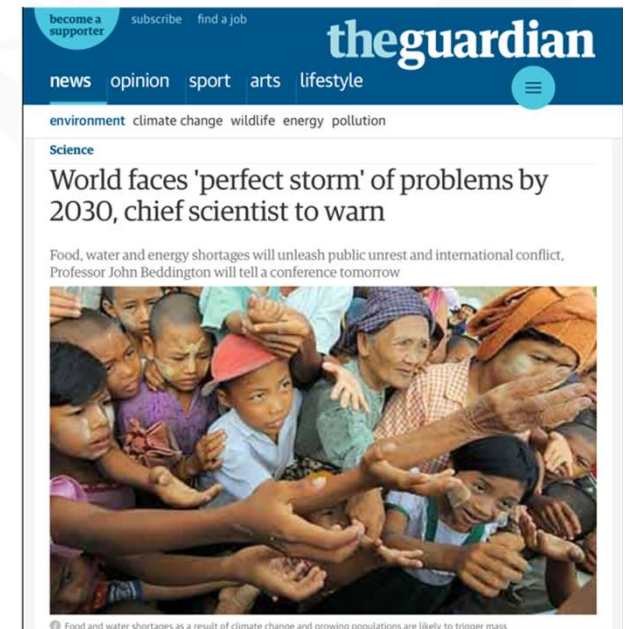 become a
supporter
subscribe find a job
theguardian
news opinion sport arts lifestyle
environment climate change wildlife energy pollution
Science
World faces 'perfect storm' of problems by
2030, chief scientist to warn
Food, water and energy shortages will unleash public unrest and international conflict,
Professor John Beddington will tell a conference tomorrow
Food and water shortages as a result of climate change and growing populations are likely to trigger mass